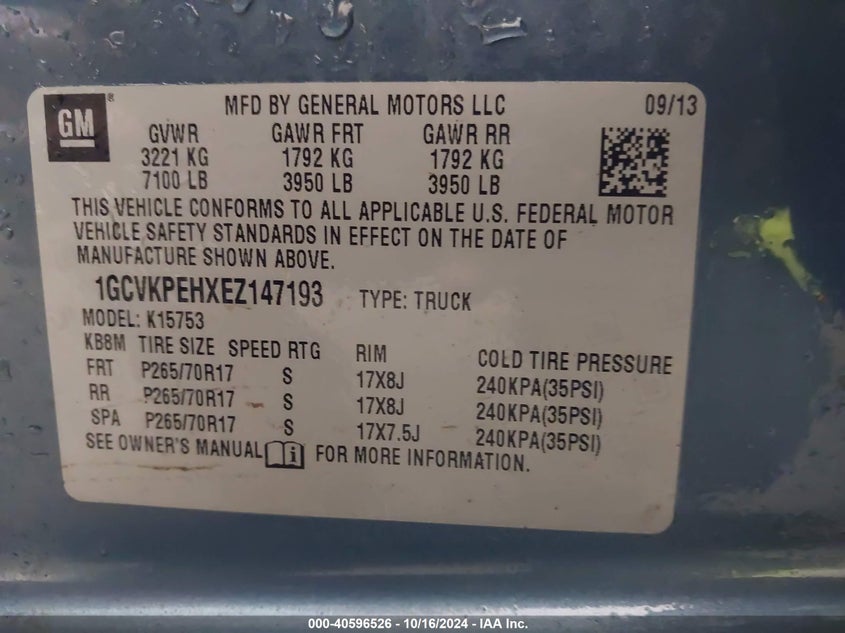 GM ®
MFD BY GENERAL MOTORS LLC 09/13
GVWR GAWR FRT GAWR RR
3221 KG 1792 KG 1792 KG
7100 LB 3950 LB 3950 LB
THIS VEHICLE CONFORMS TO ALL APPLICABLE U.S. FEDERAL MOTOR
VEHICLE SAFETY STANDARDS IN EFFECT ON THE DATE OF
MANUFACTURE SHOWN ABOVE.
1GCVKPEHXEZ147193 TYPE: TRUCK
MODEL: K15753
KB8M TIRE SIZE SPEED RTG RIM COLD TIRE PRESSURE
FRT P265/70R17 S 17X8J 240KPA(35PSI)
RR P265/70R17 S 17X8J 240KPA(35PSI)
SPA P265/70R17 S 17X7.5J 240KPA(35PSI)
SEE OWNER'S MANUAL i FOR MORE INFORMATION.
000-40596526 - 10/16/2024 - IAA Inc.